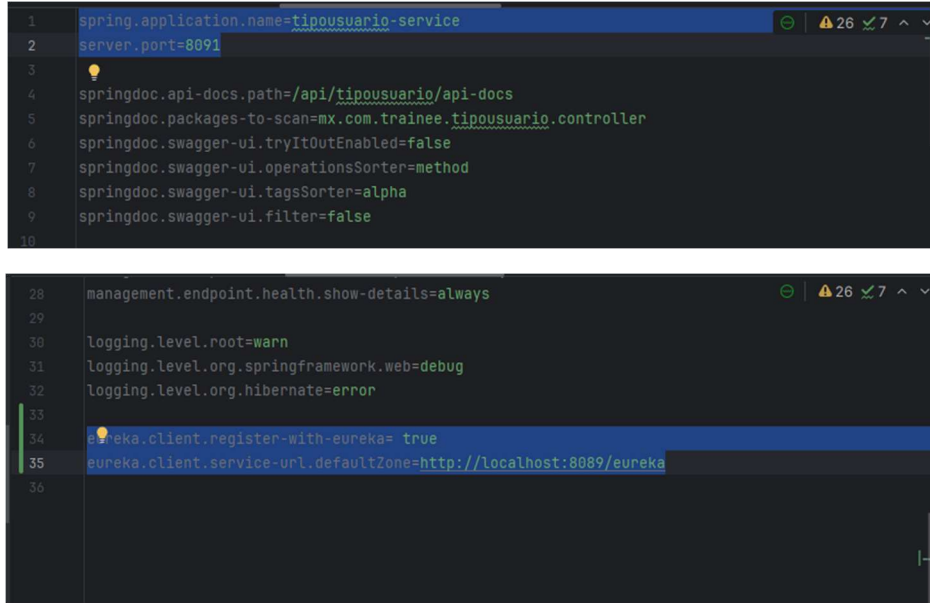 1 spring.application.name=tipousuario-service 26 7
2 server.port=8091
3
4 springdoc.api-docs.path=/api/tipousuario/api-docs
5 springdoc.packages-to-scan=mx.com.trainee.tipousuario.controller
6 springdoc.swagger-ui.tryItOutEnabled=false
7 springdoc.swagger-ui.operationsSorter=method
8 springdoc.swagger-ui.tagsSorter=alpha
9 springdoc.swagger-ui.filter=false
10
28 management.endpoint.health.show-details=always 26 7
29
30 logging.level.root=warn
31 logging.level.org.springframework.web=debug
32 logging.level.org.hibernate=error
33
34 eureka.client.register-with-eureka= true
35 eureka.client.service-url.defaultZone=http://localhost:8089/eureka
36